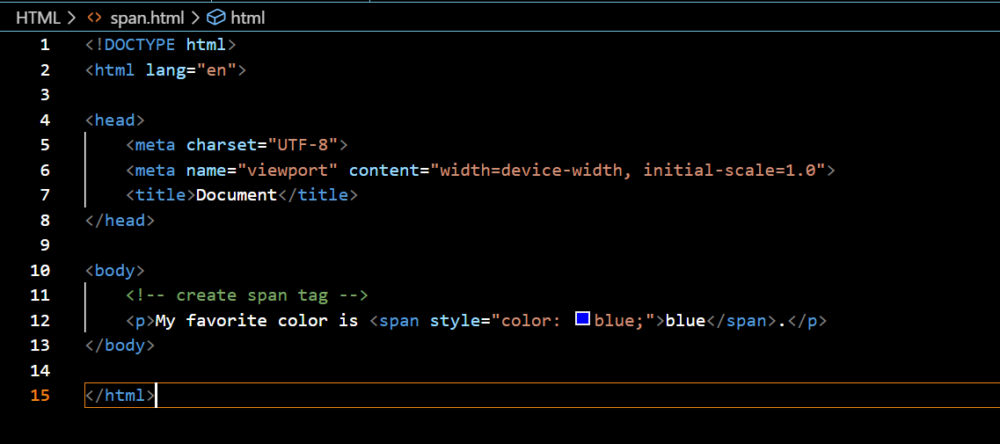 HTML > <> span.html > html
1 <!DOCTYPE html>
2 <html lang="en">
3
4 <head>
5     <meta charset="UTF-8">
6     <meta name="viewport" content="width=device-width, initial-scale=1.0">
7     <title>Document</title>
8 </head>
9
10 <body>
11     <!-- create span tag -->
12     <p>My favorite color is <span style="color: blue;">blue</span>.</p>
13 </body>
14
15 </html>